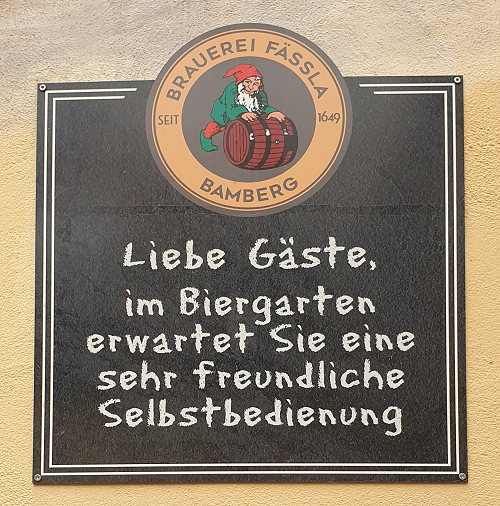 BRAUEREI FÄSSLA
SEIT 1649
BAMBERG
Liebe Gäste,
im Biergarten
erwartet Sie eine
sehr freundliche
Selbstbedienung